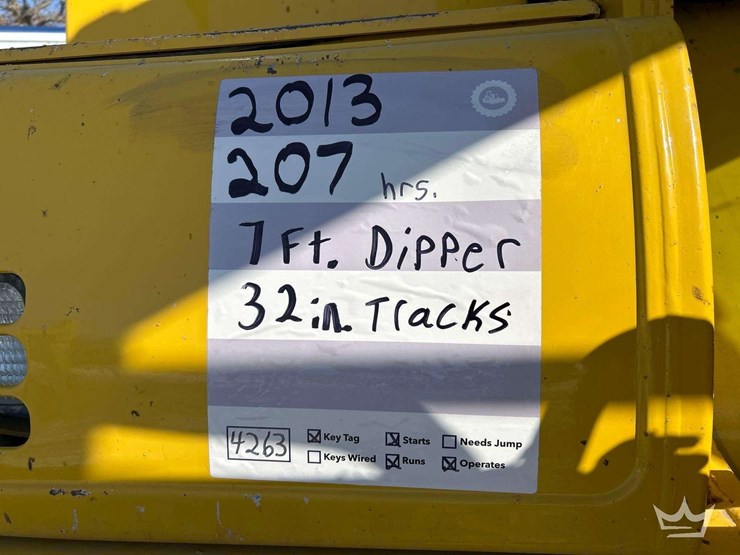 2013
207 hrs.
7 Ft. Dipper
32 in. Tracks
4263
Key Tag Starts Needs Jump
Keys Wired Runs Operates